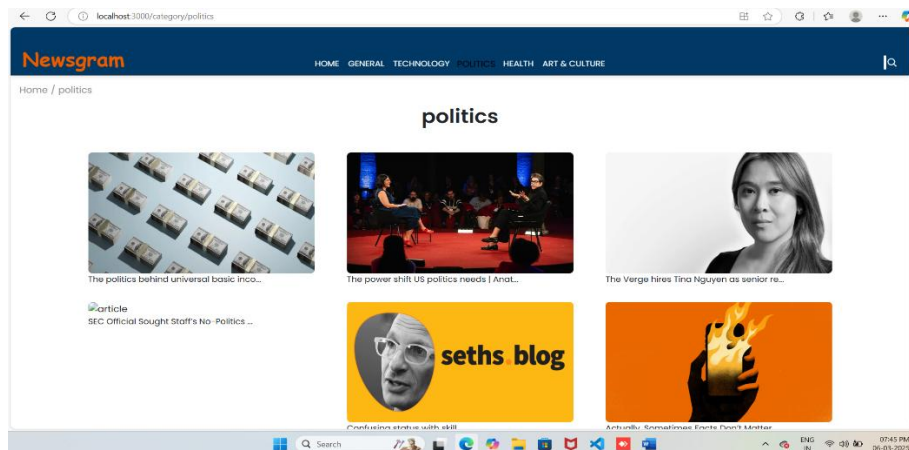 localhost:3000/category/politics
Newsgram
HOME GENERAL TECHNOLOGY POLITICS HEALTH ART & CULTURE
Home / politics
politics
The politics behind universal basic inco...
The power shift US politics needs | Anat...
The Verge hires Tina Nguyen as senior re...
article
SEC Official Sought Staff's No-Politics ...
seths.blog
Confusing status with skill
Actually, Sometimes Facts Don't Matter
Search
ENG
IN
07:45 PM
06-03-2025